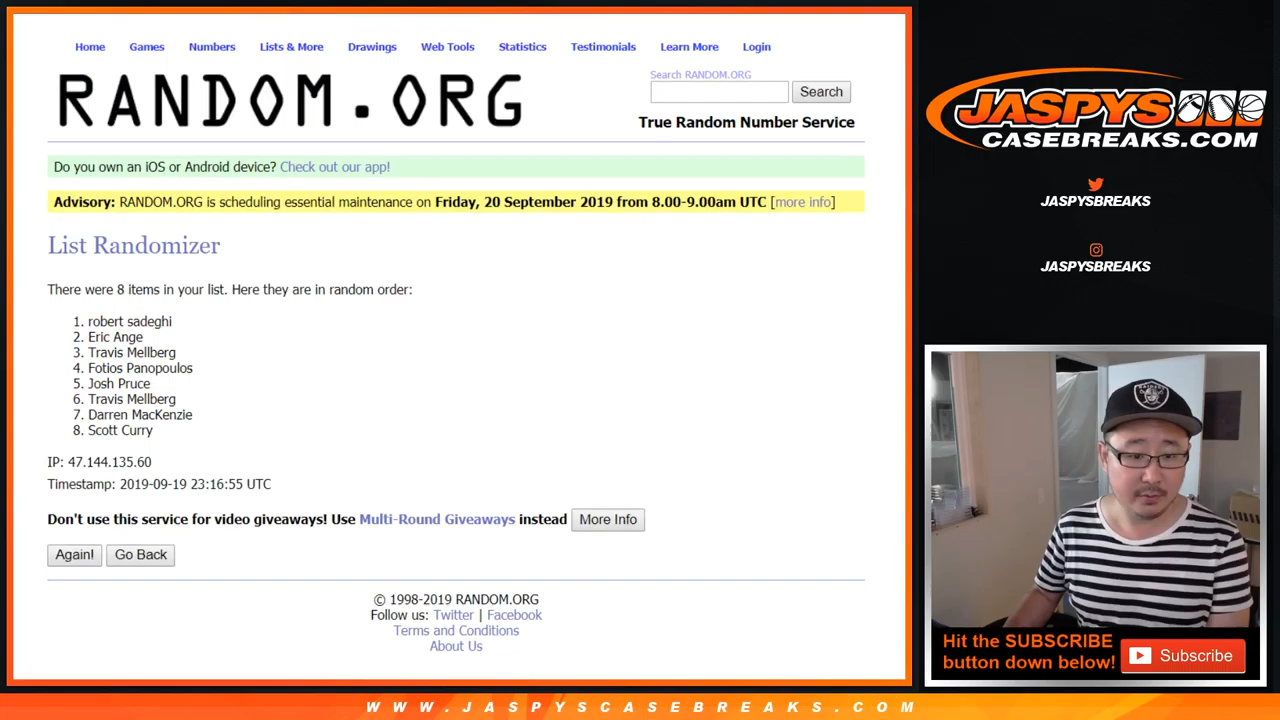 Home Games Numbers Lists & More Drawings Web Tools Statistics Testimonials Learn More Login
RANDOM.ORG
Search RANDOM.ORG
Search
True Random Number Service
Do you own an iOS or Android device? Check out our app!
Advisory: RANDOM.ORG is scheduling essential maintenance on Friday, 20 September 2019 from 8.00-9.00am UTC [more info]
List Randomizer
There were 8 items in your list. Here they are in random order:
1. robert sadeghi
2. Eric Ange
3. Travis Mellberg
4. Fotios Panopoulos
5. Josh Pruce
6. Travis Mellberg
7. Darren MacKenzie
8. Scott Curry
IP: 47.144.135.60
Timestamp: 2019-09-19 23:16:55 UTC
Don't use this service for video giveaways! Use Multi-Round Giveaways instead More Info
Again! Go Back
© 1998-2019 RANDOM.ORG
Follow us: Twitter | Facebook
Terms and Conditions
About Us
JASPYS
CASEBREAKS.COM
JASPYSBREAKS
JASPYSBREAKS
RAIDERS
Hit the SUBSCRIBE
button down below!
Subscribe
WWW.JASPYSCASEBREAKS.COM